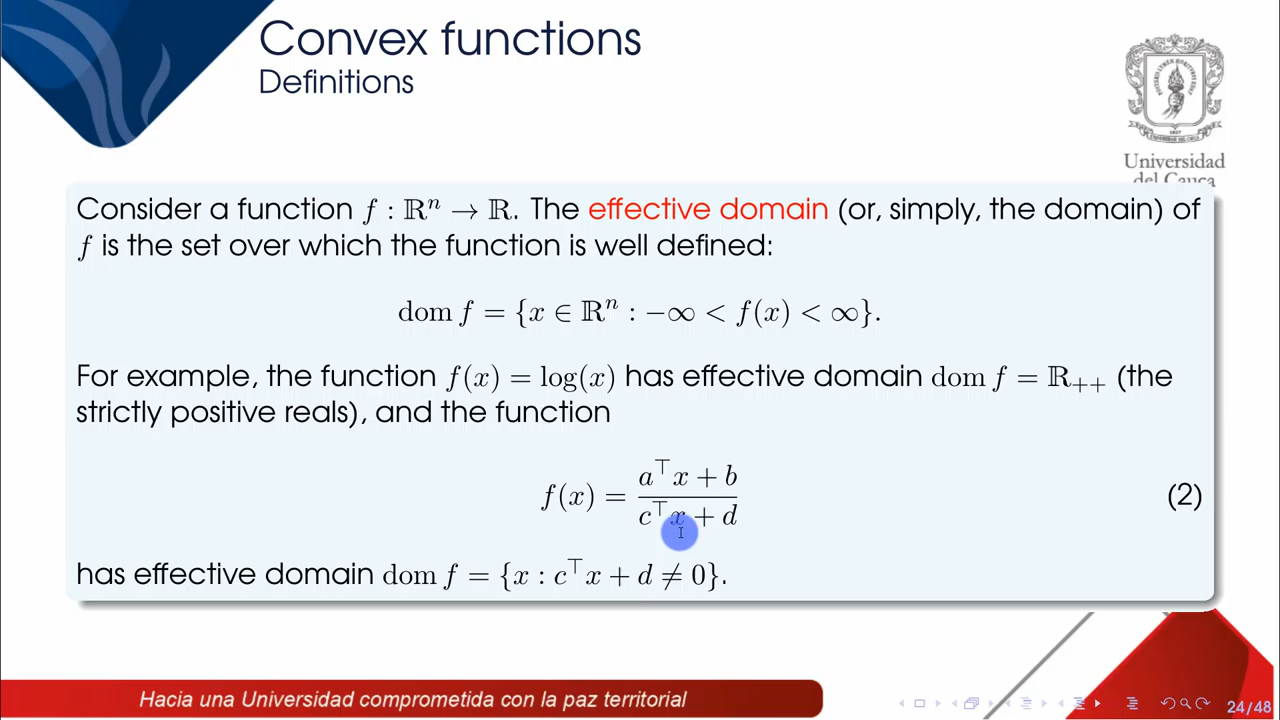 Convex functions
Definitions
Universidad
del Cauca
Consider a function f : ℝⁿ → ℝ. The effective domain (or, simply, the domain) of
f is the set over which the function is well defined:
dom f = {x ∈ ℝⁿ : −∞ < f(x) < ∞}.
For example, the function f(x) = log(x) has effective domain dom f = ℝ₊₊ (the
strictly positive reals), and the function
f(x) = (a⊤x + b) / (c⊤x + d) (2)
has effective domain dom f = {x : c⊤x + d ≠ 0}.
Hacia una Universidad comprometida con la paz territorial
24/48